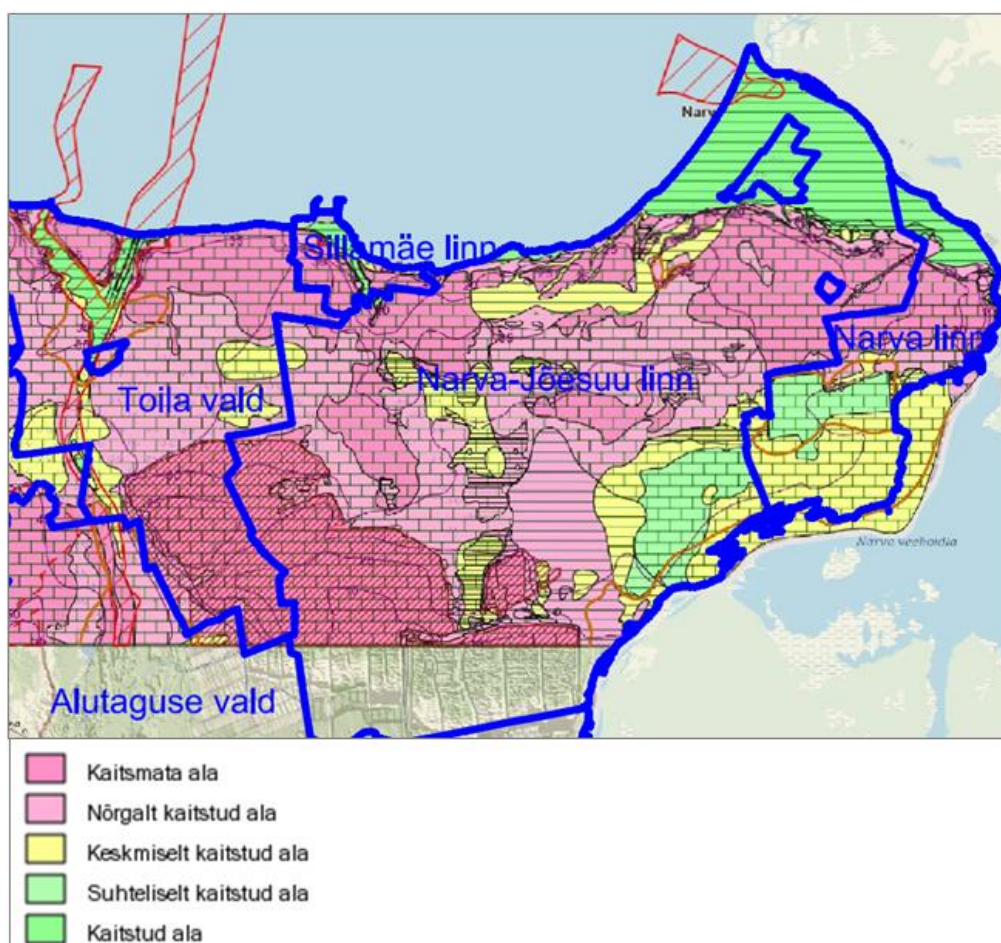 Narv
Sillamäe linn
Narva linn
Narva-Jõesuu linn
Toila vald
Narva veehoidla
Alutaguse vald
Kaitsmata ala
Nõrgalt kaitstud ala
Keskmiselt kaitstud ala
Suhteliselt kaitstud ala
Kaitstud ala